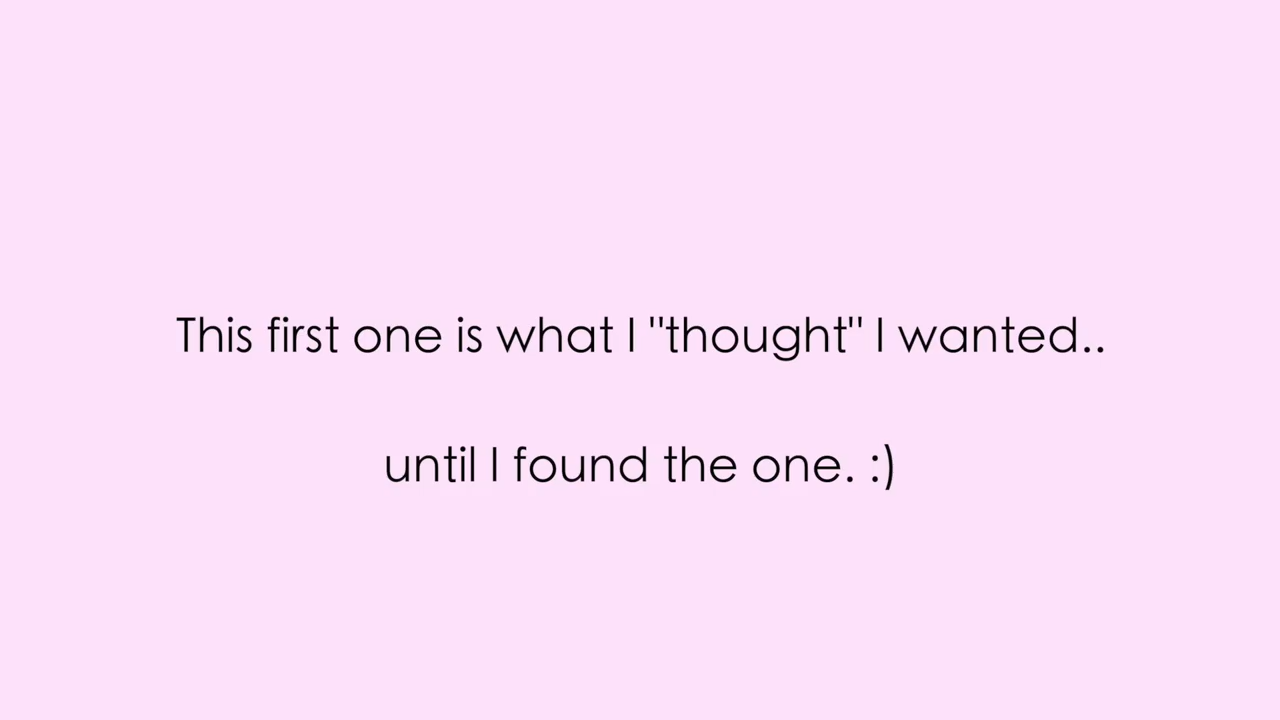 This first one is what I "thought" I wanted..
until I found the one. :)